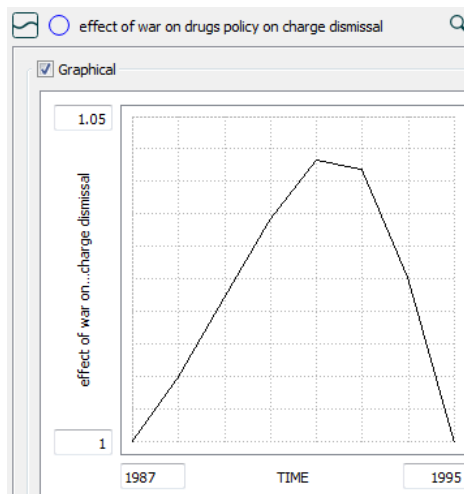 effect of war on drugs policy on charge dismissal
Graphical
1.05
effect of war on...charge dismissal
1
1987
TIME
1995